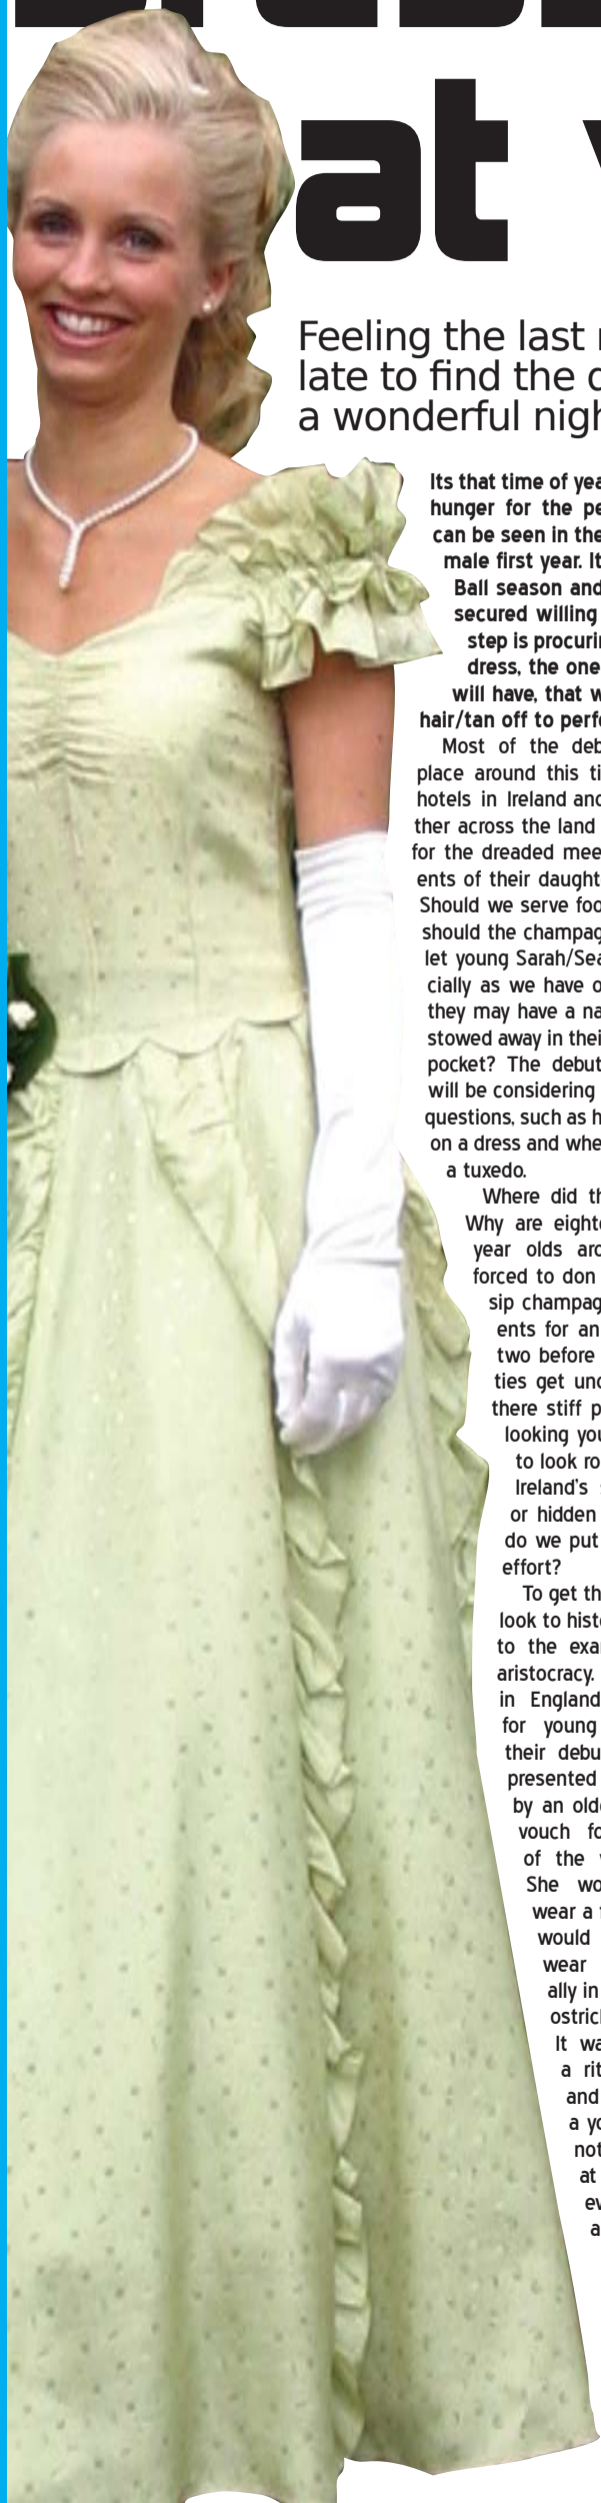 at
Feeling the last
late to find the
a wonderful nigh
Its that time of yea
hunger for the pe
can be seen in the
male first year. It
Ball season and
secured willing
step is procurin
dress, the one
will have, that w
hair/tan off to perfe
Most of the deb
place around this ti
hotels in Ireland and
ther across the land
for the dreaded mee
ents of their daught
Should we serve foo
should the champag
let young Sarah/Sea
cially as we have o
they may have a na
stowed away in thei
pocket? The debut
will be considering
questions, such as h
on a dress and whe
a tuxedo.
Where did th
Why are eighte
year olds aro
forced to don
sip champag
ents for an
two before
ties get und
there stiff p
looking you
to look ro
Ireland's
or hidden
do we put
effort?
To get th
look to histo
to the exa
aristocracy.
in England
for young
their debu
presented
by an olde
vouch fo
of the
She wo
wear a
would
wear
ally in
ostrich
It wa
a rit
and
a yo
not
at
ev
a